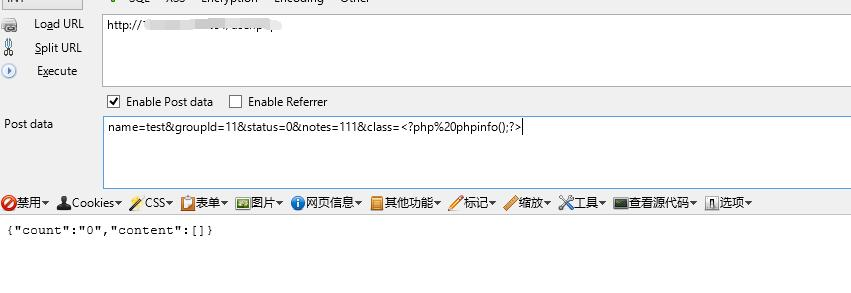 SQL XSS Encryption Encoding Other
Load URL
http://
Split URL
Execute
Enable Post data Enable Referrer
Post data
name=test&groupId=11&status=0&notes=111&class=<?php%20phpinfo();?>
禁用 Cookies CSS 表单 图片 网页信息 其他功能 标记 缩放 工具 查看源代码 选项
{"count":"0","content":[]}